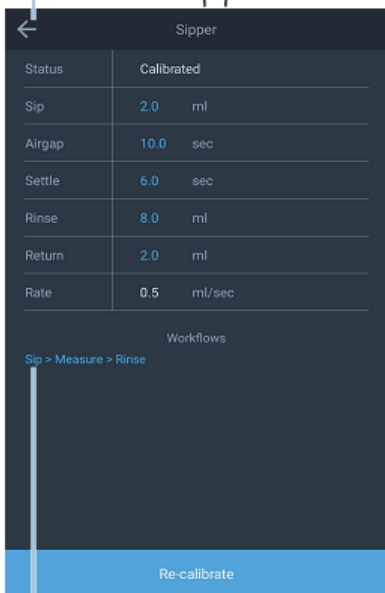 Sipper
Status Calibrated
Sip 2.0 ml
Airgap 10.0 sec
Settle 6.0 sec
Rinse 8.0 ml
Return 2.0 ml
Rate 0.5 ml/sec
Workflows
Sip > Measure > Rinse
Re-calibrate